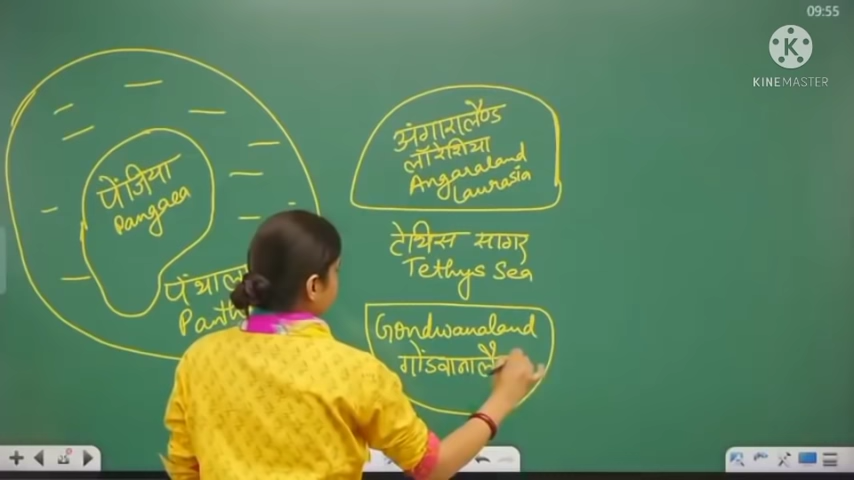 09:55
K
KINEMASTER
पेंजिया
Pangaea
अंगारालैण्ड
लॉरेशिया
Angaraland
Laurasia
टेथिस सागर
Tethys Sea
Gondwanaland